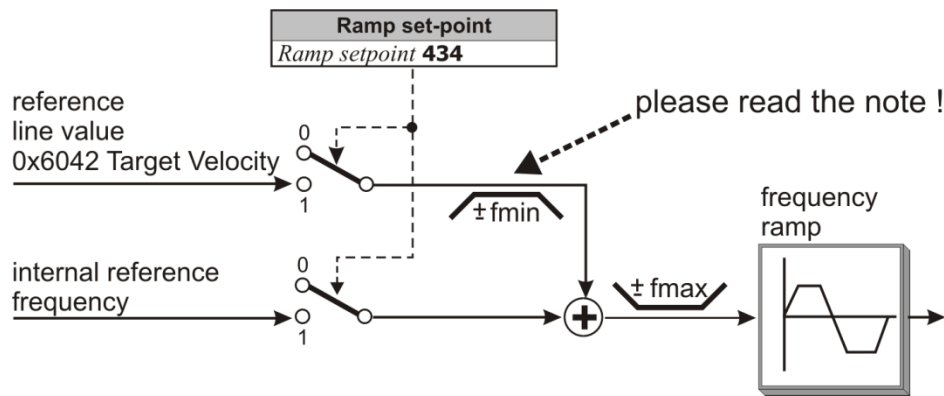 Ramp set-point
Ramp setpoint 434
please read the note !
reference
line value
0x6042 Target Velocity
0
1
± fmin
frequency
ramp
internal reference
frequency
0
1
+
± fmax